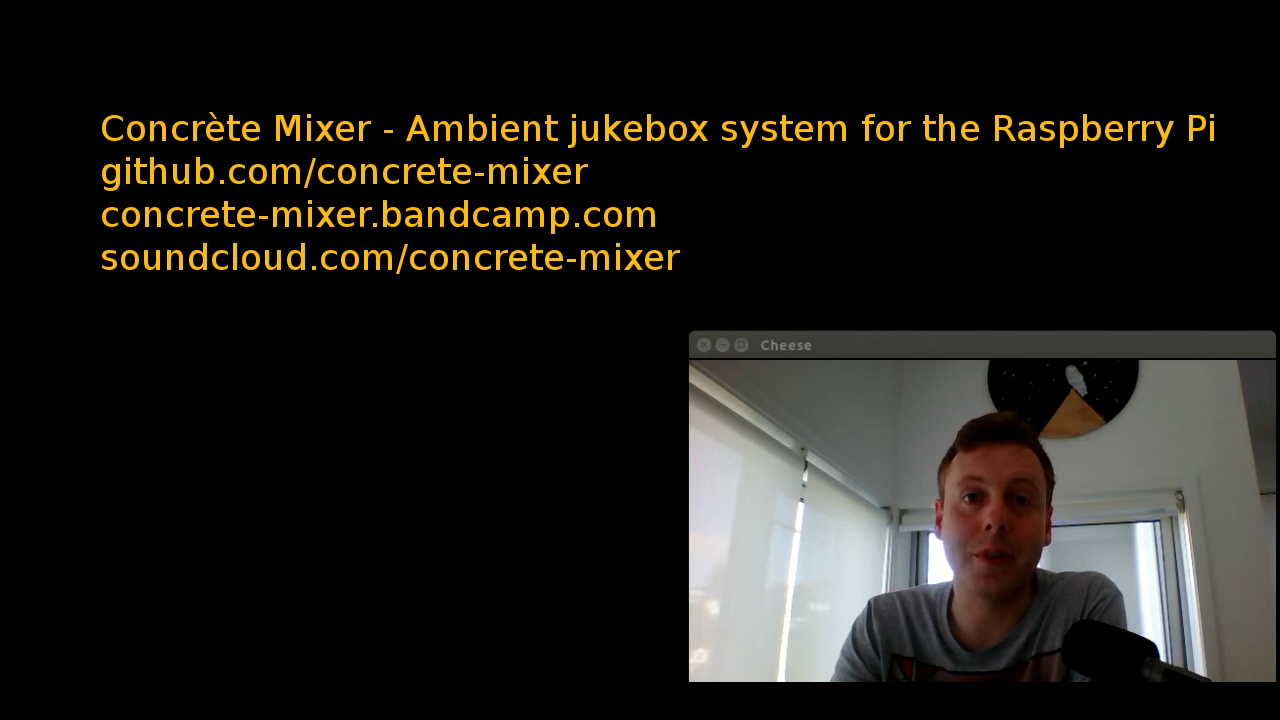 Concrète Mixer - Ambient jukebox system for the Raspberry Pi
github.com/concrete-mixer
concrete-mixer.bandcamp.com
soundcloud.com/concrete-mixer
Cheese